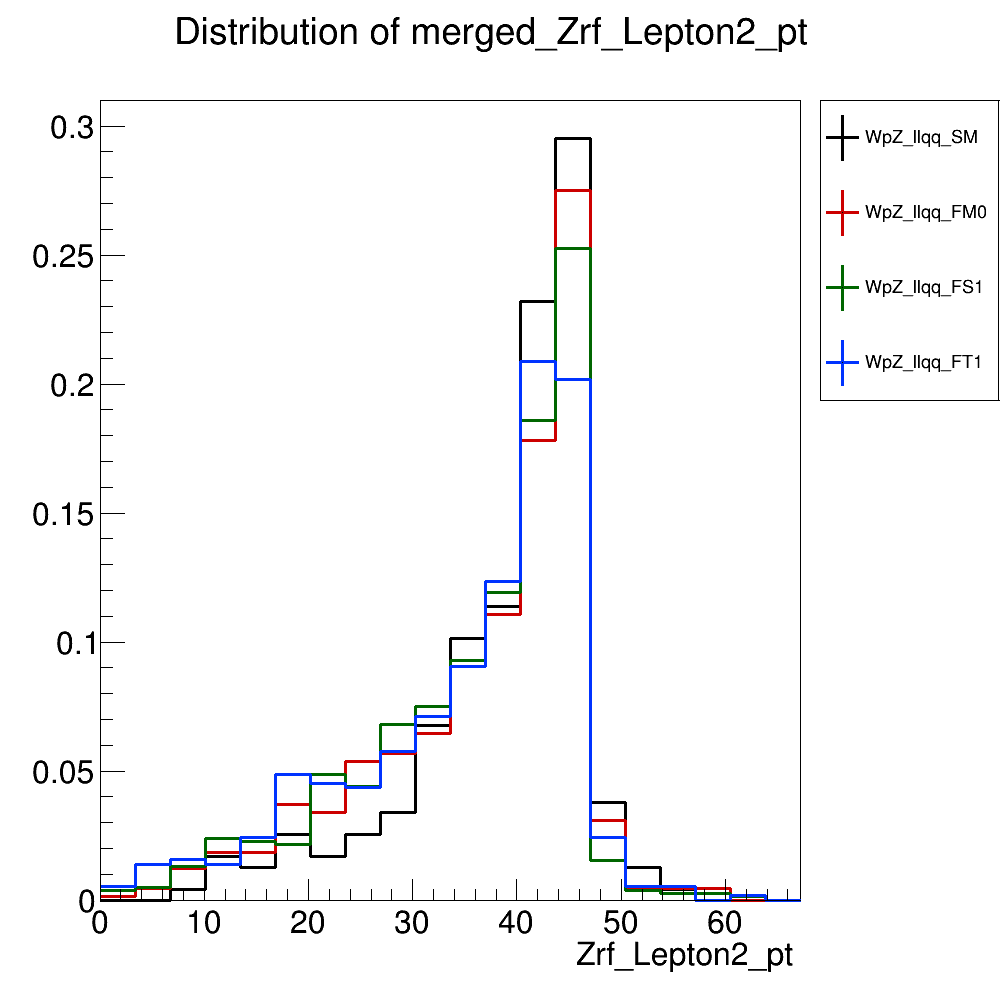 Distribution of merged_Zrf_Lepton2_pt
0.3
0.25
0.2
0.15
0.1
0.05
0
0 10 20 30 40 50 60
Zrf_Lepton2_pt
WpZ_llqq_SM
WpZ_llqq_FM0
WpZ_llqq_FS1
WpZ_llqq_FT1